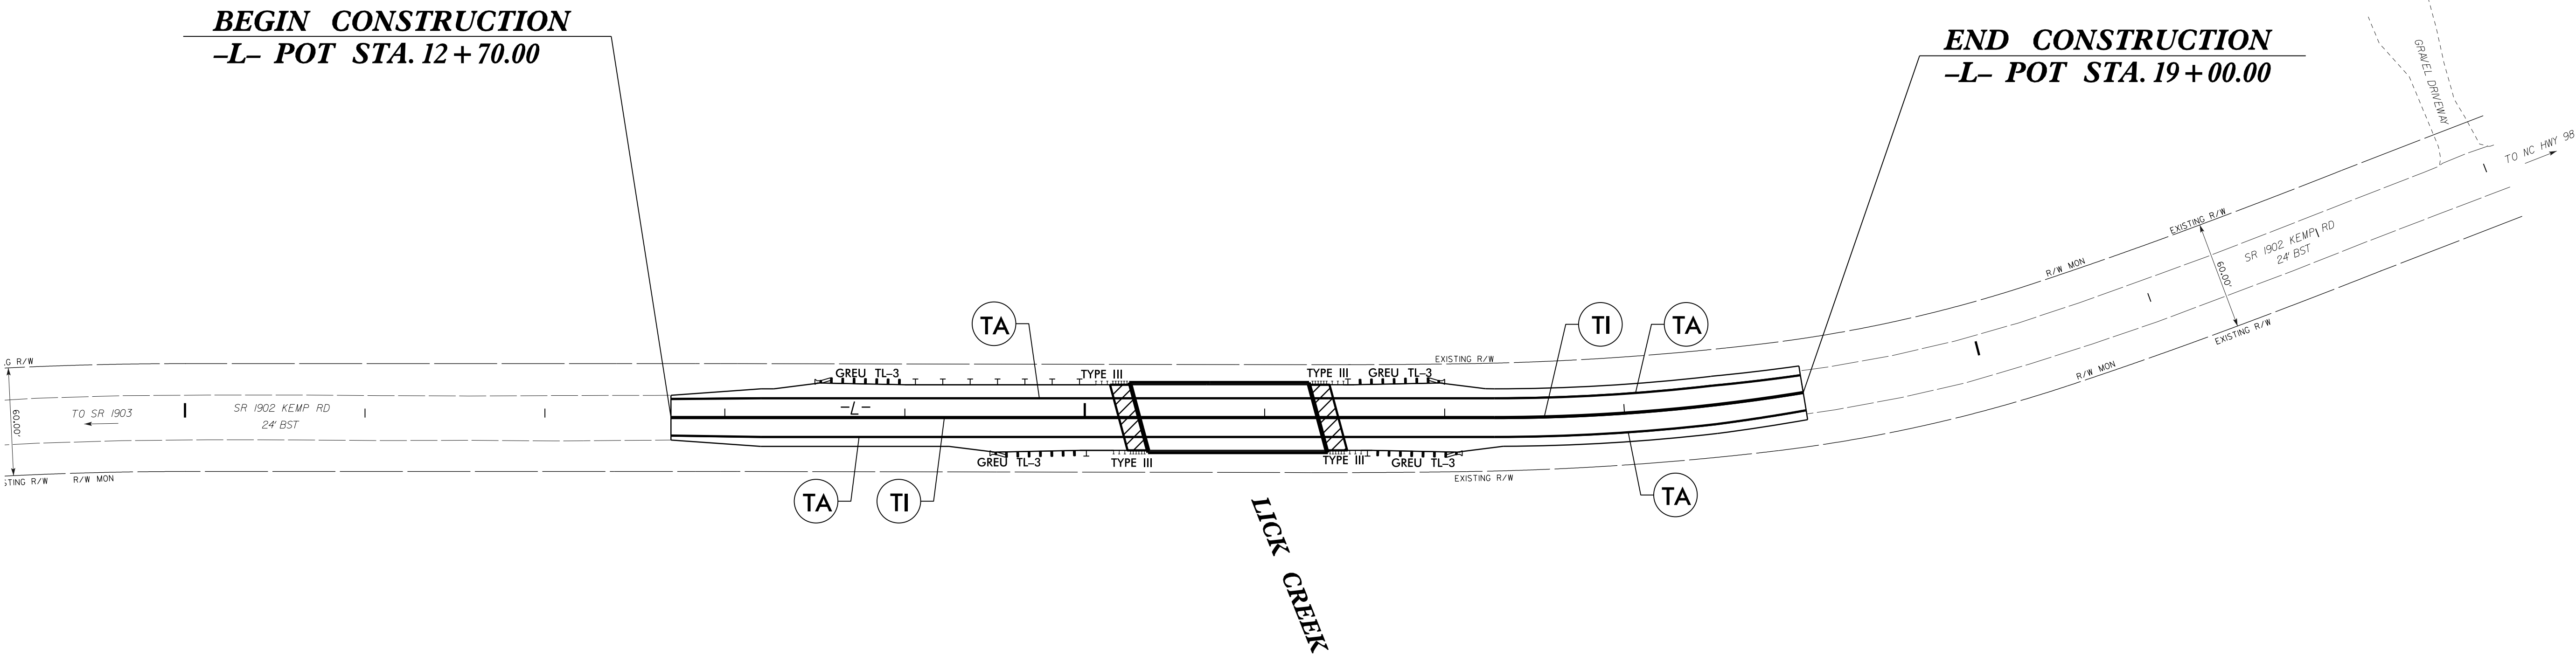 BEGIN CONSTRUCTION
–L– POT STA. 12+70.00
END CONSTRUCTION
–L– POT STA. 19+00.00
GRAVEL DRIVEWAY
TO NC HWY 98
EXISTING R/W
SR 1902 KEMP RD
24' BST
60.00'
R/W MON
EXISTING R/W
R/W MON
TA
TI
TA
G R/W
EXISTING R/W
GREU TL–3
TYPE III
TYPE III
GREU TL–3
–L–
TO SR 1903
SR 1902 KEMP RD
24' BST
60.00'
GREU TL–3
TYPE III
TYPE III
GREU TL–3
STING R/W
R/W MON
EXISTING R/W
TA
TI
TA
LICK CREEK